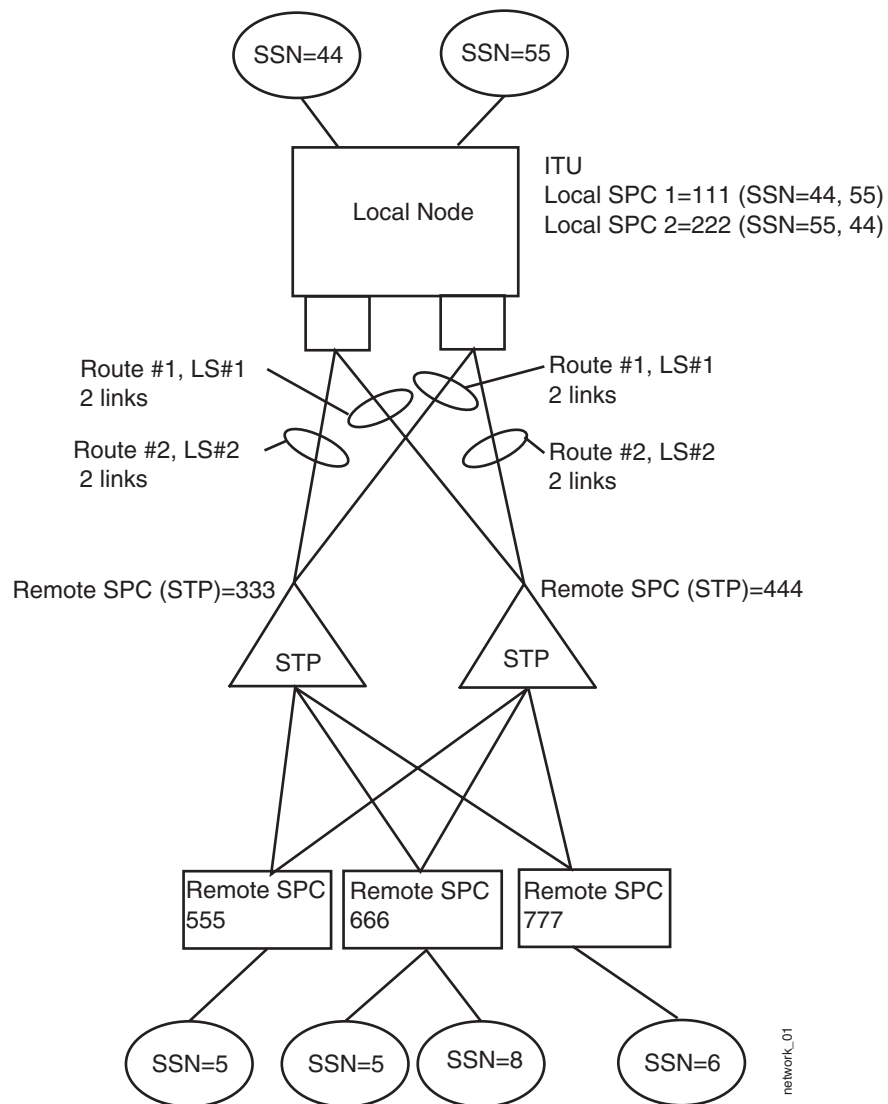 SSN=44
SSN=55
Local Node
ITU
Local SPC 1=111 (SSN=44, 55)
Local SPC 2=222 (SSN=55, 44)
Route #1, LS#1
2 links
Route #1, LS#1
2 links
Route #2, LS#2
2 links
Route #2, LS#2
2 links
Remote SPC (STP)=333
Remote SPC (STP)=444
STP
STP
Remote SPC
555
Remote SPC
666
Remote SPC
777
SSN=5
SSN=5
SSN=8
SSN=6
network_01